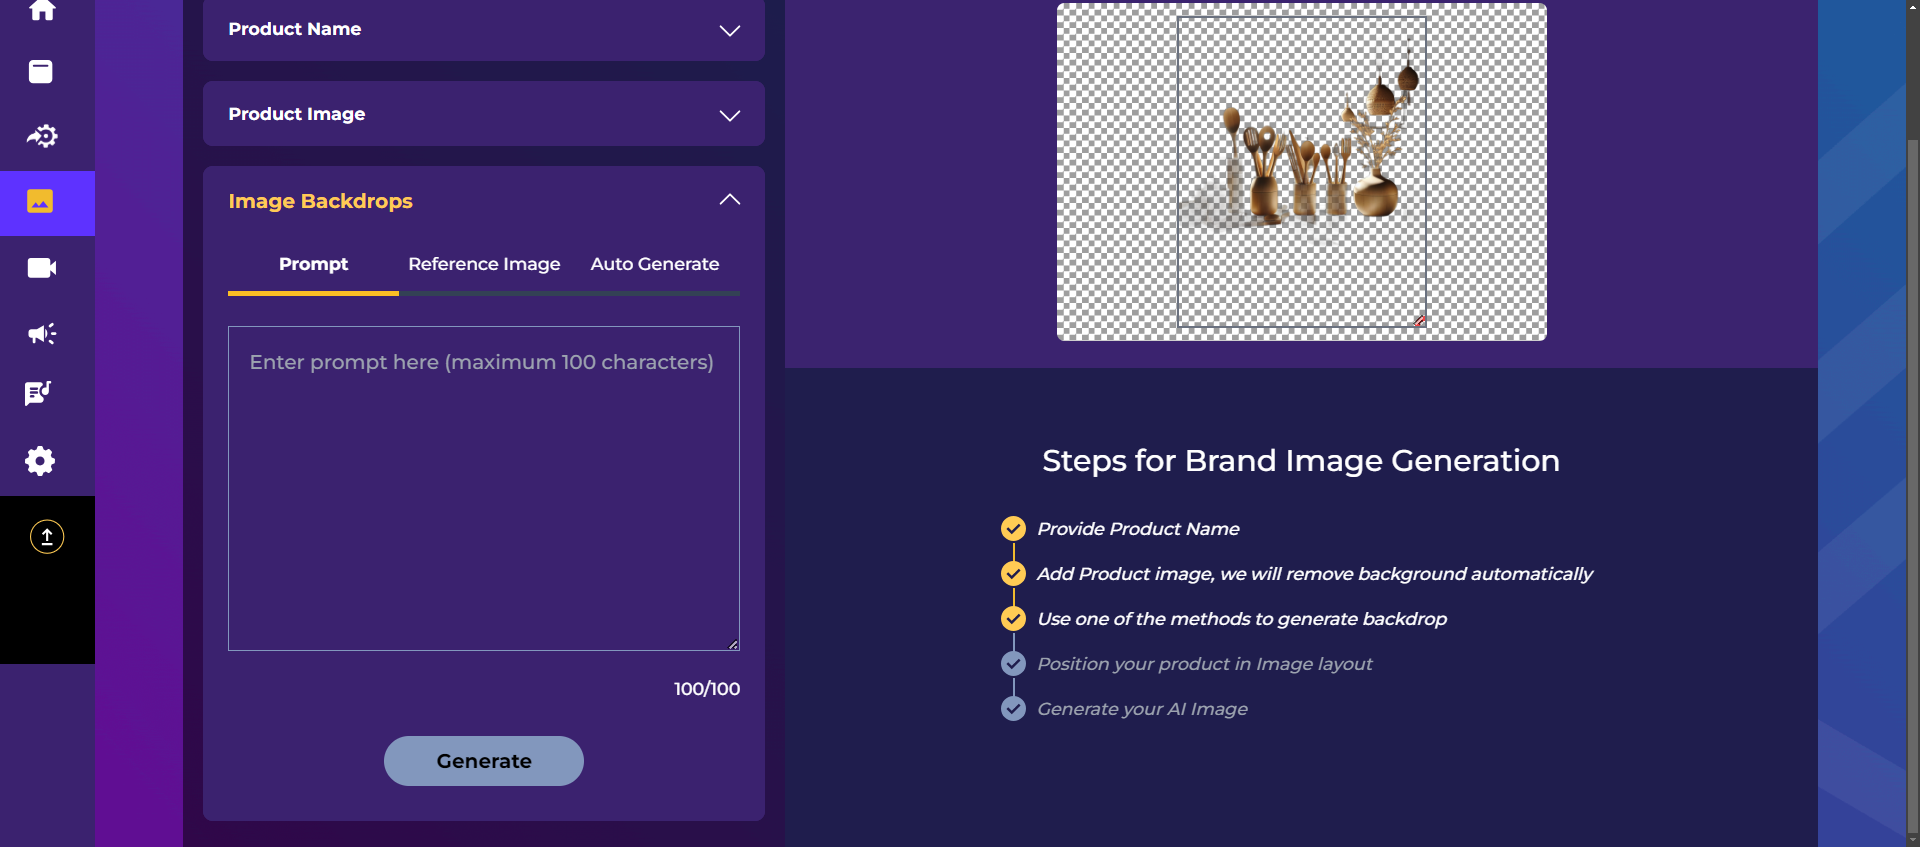 Product Name
Product Image
Image Backdrops
Prompt
Reference Image
Auto Generate
Enter prompt here (maximum 100 characters)
100/100
Generate
Steps for Brand Image Generation
Provide Product Name
Add Product image, we will remove background automatically
Use one of the methods to generate backdrop
Position your product in Image layout
Generate your AI Image